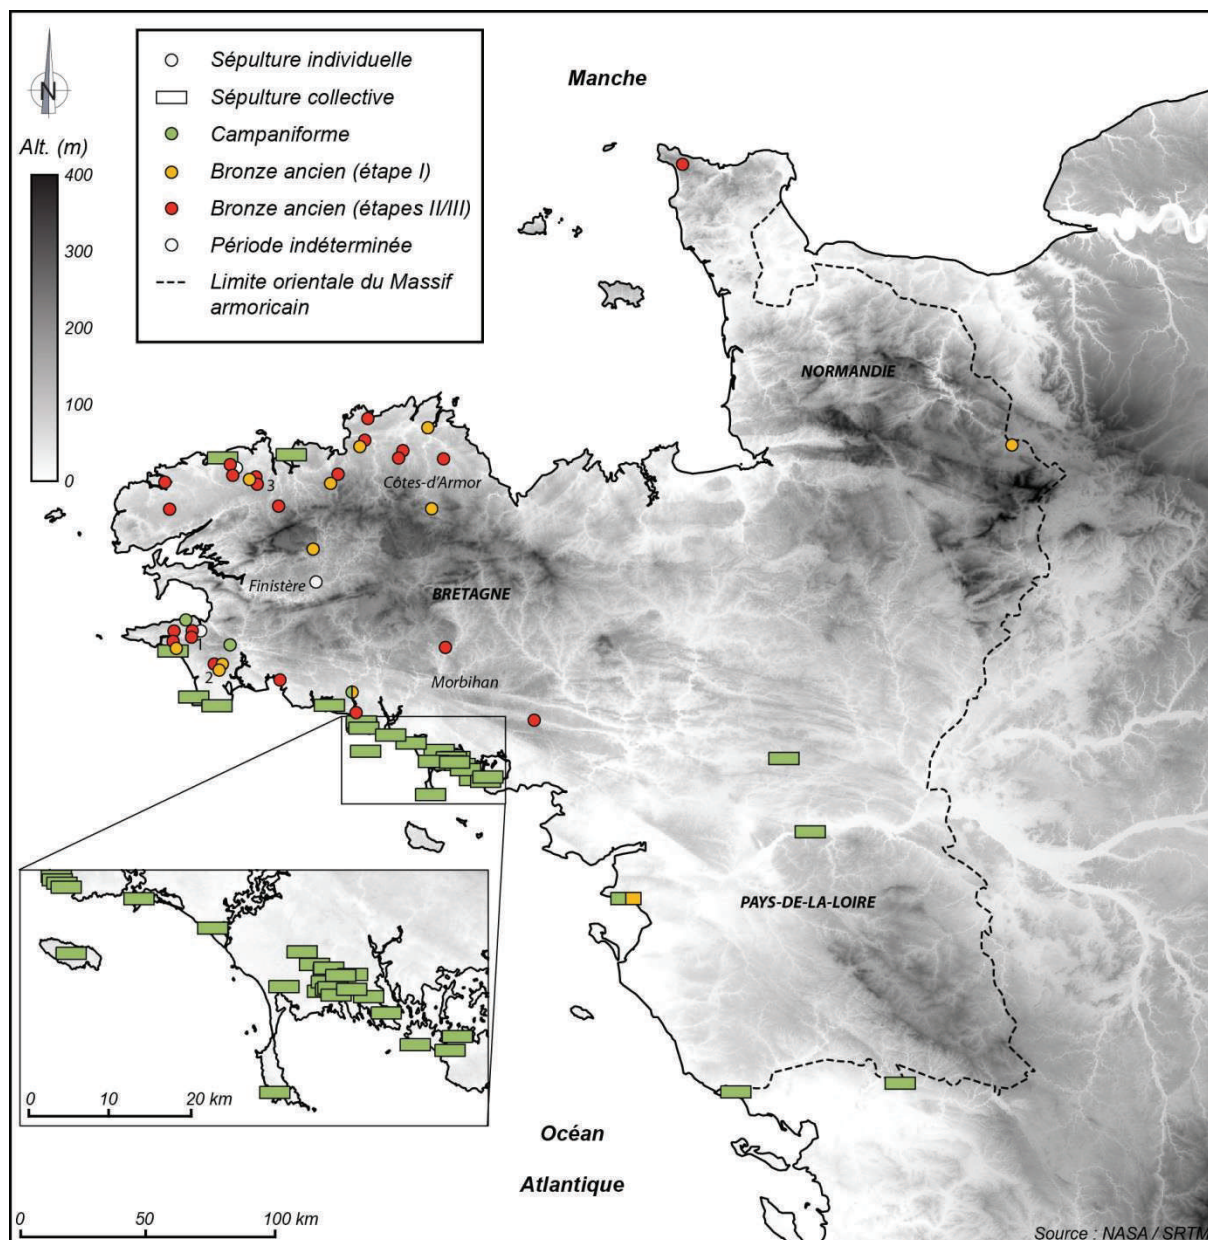 N
Alt. (m)
400
300
200
100
0
Sépulture individuelle
Sépulture collective
Campaniforme
Bronze ancien (étape I)
Bronze ancien (étapes II/III)
Période indéterminée
Limite orientale du Massif
armoricain
Manche
NORMANDIE
Côtes-d'Armor
3
Finistère
BRETAGNE
1
2
Morbihan
PAYS-DE-LA-LOIRE
0 10 20 km
Océan
Atlantique
0 50 100 km
Source : NASA / SRTM